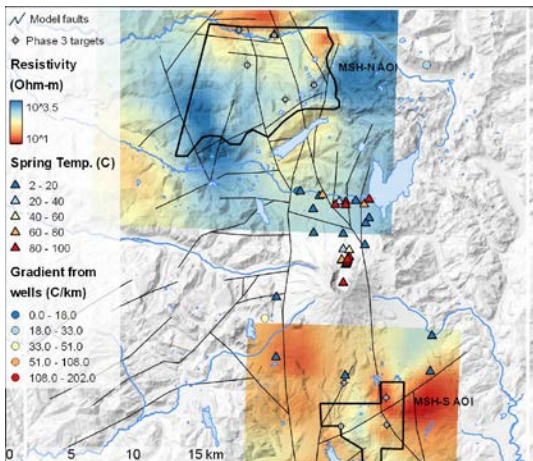 Model faults
Phase 3 targets
Resistivity
(Ohm-m)
10^3.5
10^1
Spring Temp. (C)
2 - 20
20 - 40
40 - 60
60 - 80
80 - 100
Gradient from
wells (C/km)
0.0 - 18.0
18.0 - 33.0
33.0 - 51.0
51.0 - 108.0
108.0 - 202.0
MSH-N AOI
MSH-S AOI
0 5 10 15 km